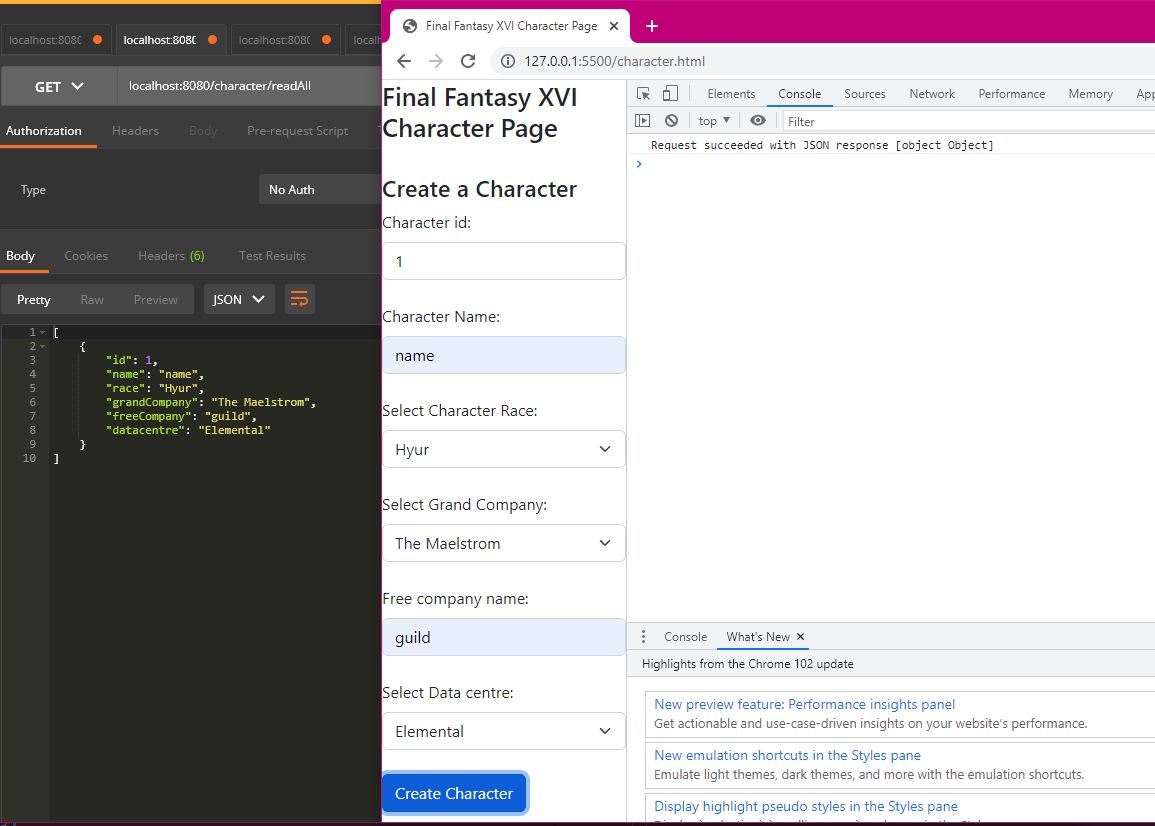 localhost:808
localhost:808
localhost:808
local
GET
localhost:8080/character/readAll
Authorization
Headers
Body
Pre-request Script
Type
No Auth
Body
Cookies
Headers (6)
Test Results
Pretty
Raw
Preview
JSON
1 [
2 {
3 "id": 1,
4 "name": "name",
5 "race": "Hyur",
6 "grandCompany": "The Maelstrom",
7 "freeCompany": "guild",
8 "datacentre": "Elemental"
9 }
10 ]
Final Fantasy XVI Character Page
127.0.0.1:5500/character.html
Final Fantasy XVI
Character Page
Create a Character
Character id:
1
Character Name:
name
Select Character Race:
Hyur
Select Grand Company:
The Maelstrom
Free company name:
guild
Select Data centre:
Elemental
Create Character
Elements
Console
Sources
Network
Performance
Memory
App
top
Filter
Request succeeded with JSON response [object Object]
Console
What's New
Highlights from the Chrome 102 update
New preview feature: Performance insights panel
Get actionable and use-case-driven insights on your website's performance.
New emulation shortcuts in the Styles pane
Emulate light themes, dark themes, and more with the emulation shortcuts.
Display highlight pseudo styles in the Styles pane